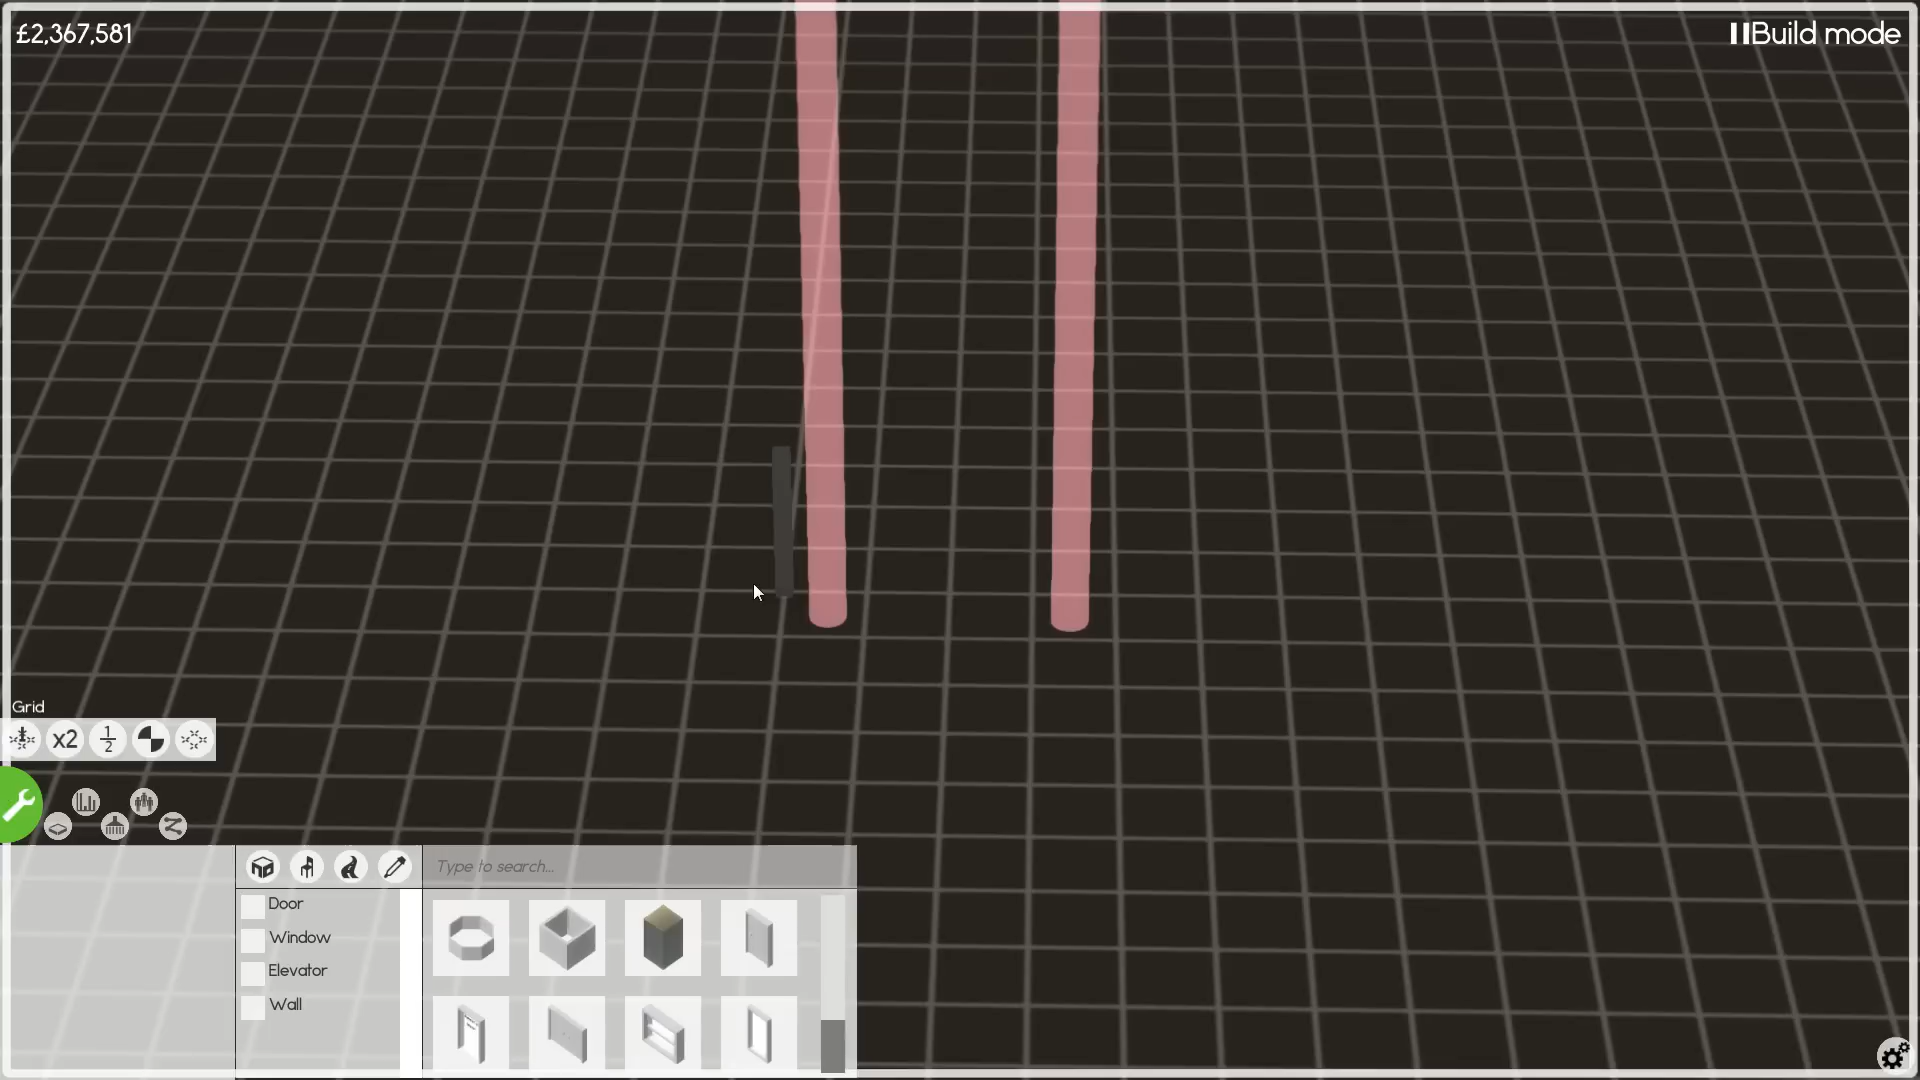 £2,367,581
Build mode
Grid
x2
1
2
Type to search...
Door
Window
Elevator
Wall